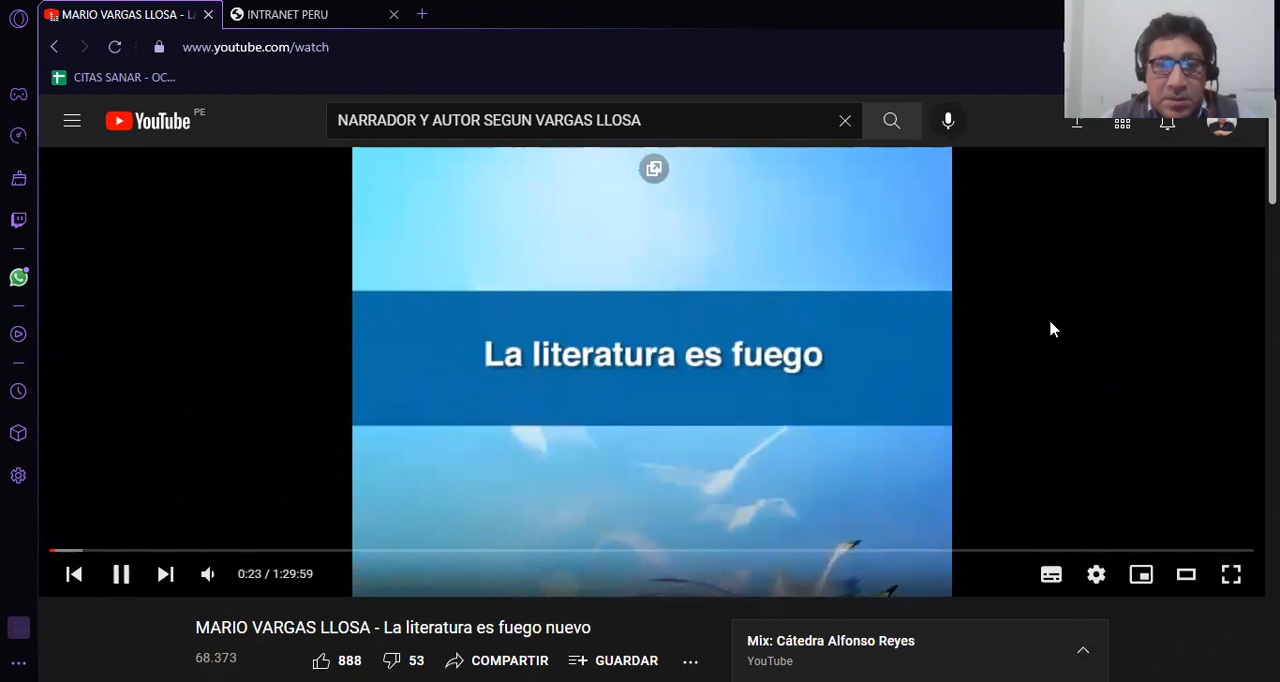 MARIO VARGAS LLOSA - La
INTRANET PERU
www.youtube.com/watch
CITAS SANAR - OC...
YouTube PE
NARRADOR Y AUTOR SEGUN VARGAS LLOSA
La literatura es fuego
0:23 / 1:29:59
MARIO VARGAS LLOSA - La literatura es fuego nuevo
68.373
888
53
COMPARTIR
GUARDAR
Mix: Cátedra Alfonso Reyes
YouTube